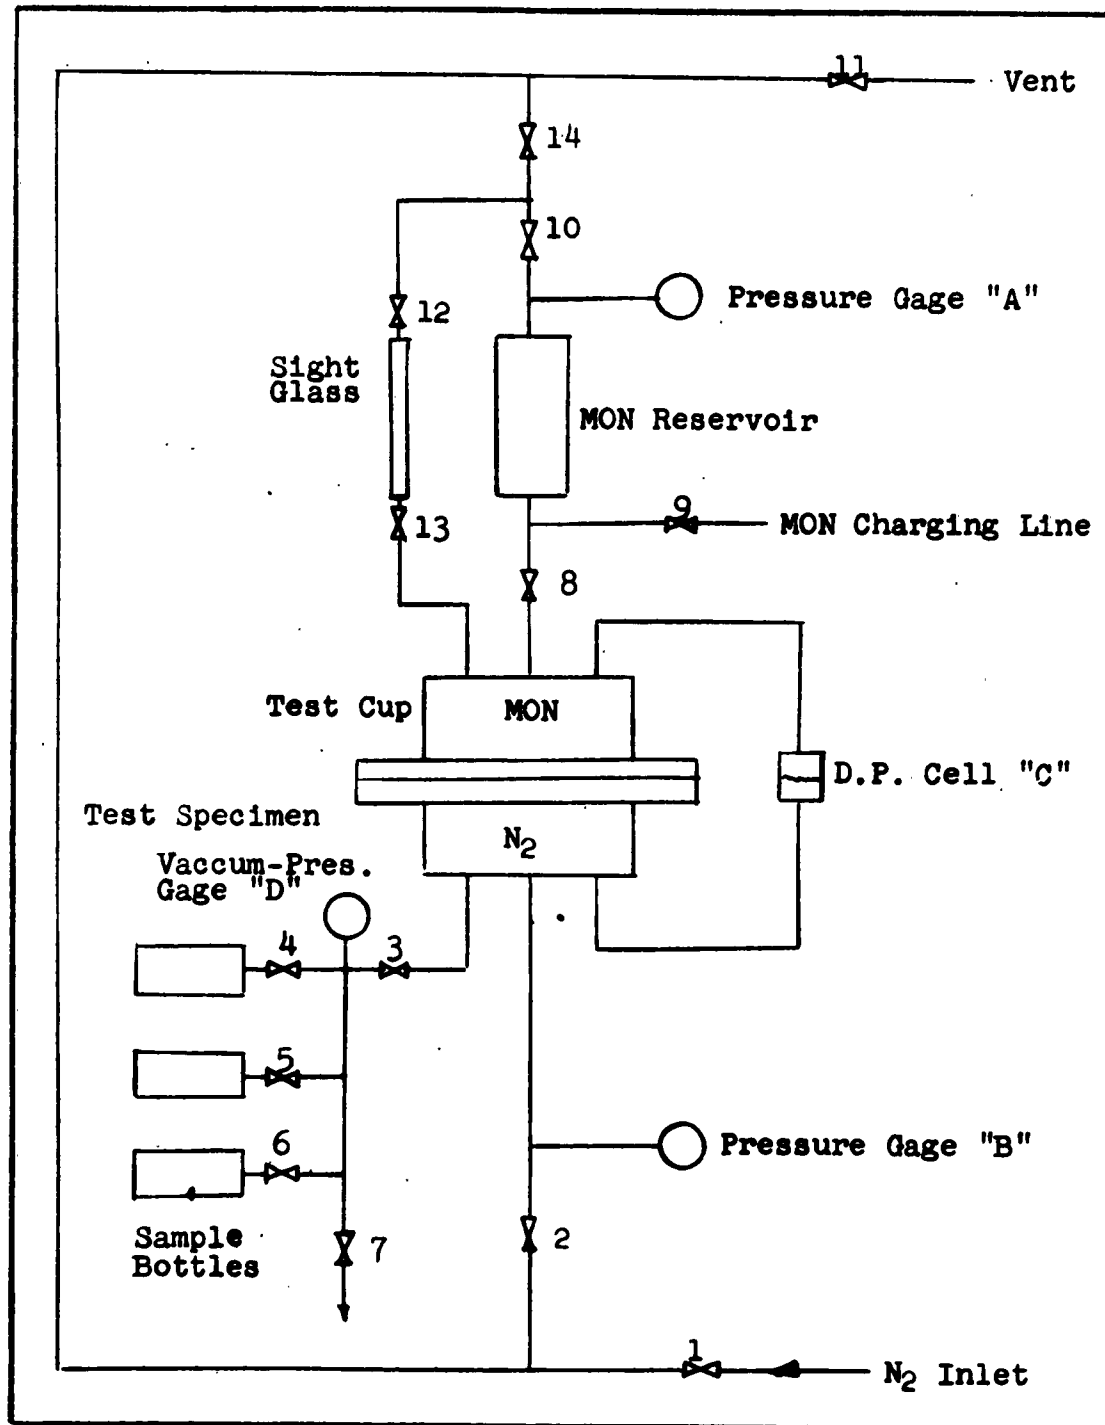 11
Vent
14
10
Pressure Gage "A"
12
Sight
Glass
MON Reservoir
9
13
MON Charging Line
8
Test Cup
MON
D.P. Cell "C"
Test Specimen
N2
Vaccum-Pres.
Gage "D"
4
3
5
6
Pressure Gage "B"
Sample
Bottles
7
2
1
N2 Inlet